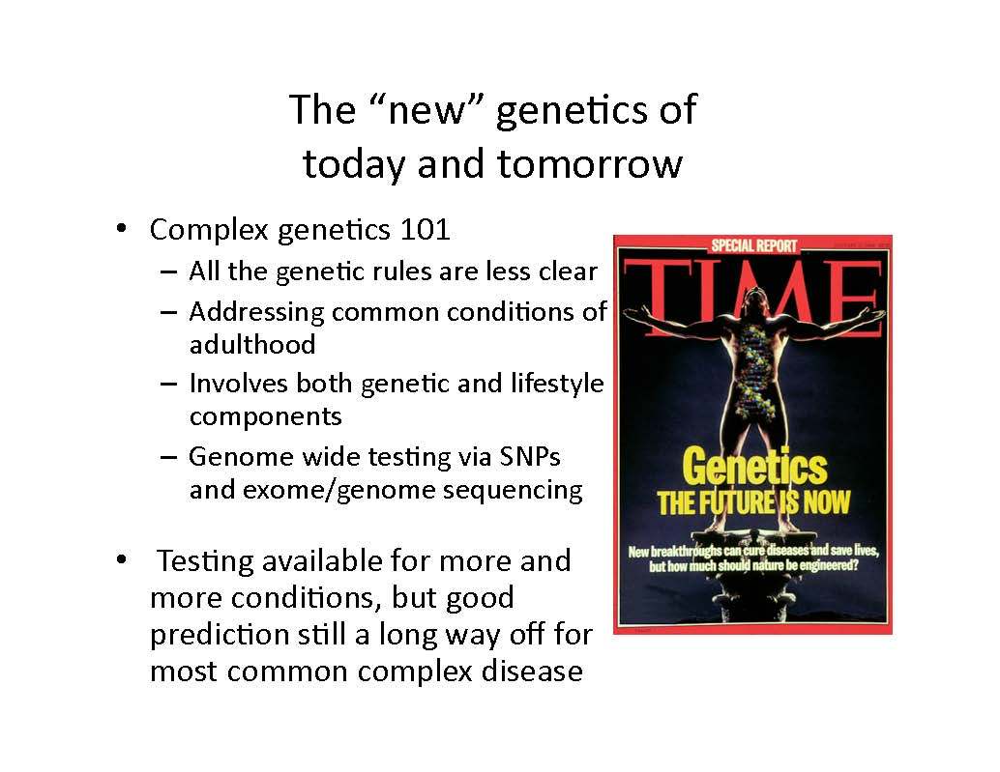 The “new” genetics of
today and tomorrow
• Complex genetics 101
– All the genetic rules are less clear
– Addressing common conditions of
adulthood
– Involves both genetic and lifestyle
components
– Genome wide testing via SNPs
and exome/genome sequencing
• Testing available for more and
more conditions, but good
prediction still a long way off for
most common complex disease
SPECIAL REPORT
TIME
Genetics
THE FUTURE IS NOW
New breakthroughs can cure diseases and save lives,
but how much should nature be engineered?